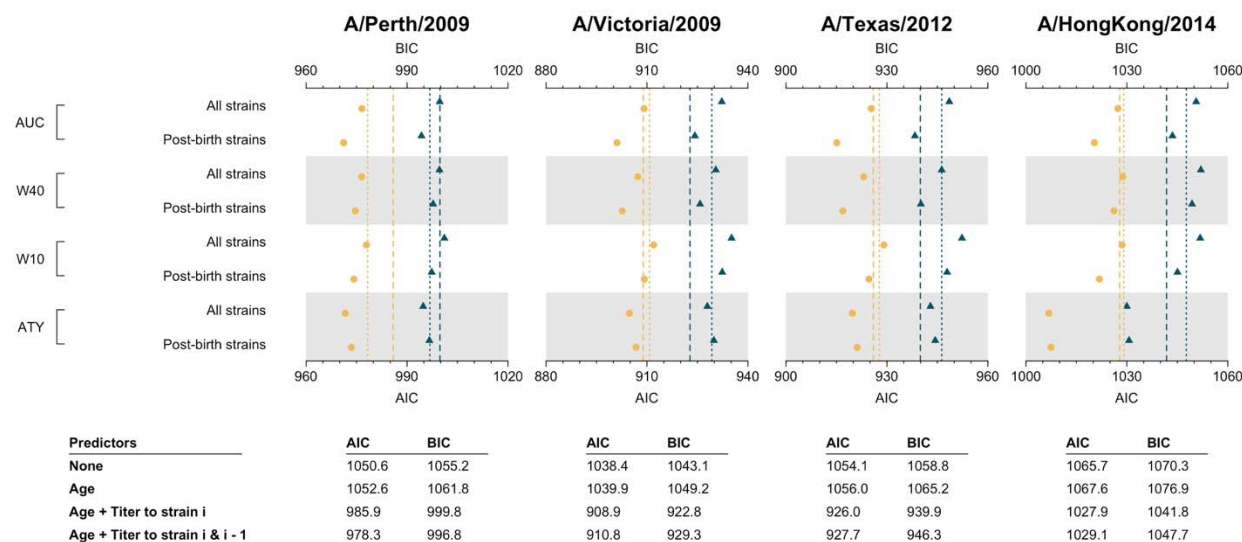 A/Perth/2009 A/Victoria/2009 A/Texas/2012 A/HongKong/2014
BIC BIC BIC BIC
960 990 1020 880 910 940 900 930 960 1000 1030 1060
AUC
All strains
Post-birth strains
W40
All strains
Post-birth strains
W10
All strains
Post-birth strains
ATY
All strains
Post-birth strains
960 990 1020 880 910 940 900 930 960 1000 1030 1060
AIC AIC AIC AIC
Predictors AIC BIC AIC BIC AIC BIC AIC BIC
None 1050.6 1055.2 1038.4 1043.1 1054.1 1058.8 1065.7 1070.3
Age 1052.6 1061.8 1039.9 1049.2 1056.0 1065.2 1067.6 1076.9
Age + Titer to strain i 985.9 999.8 908.9 922.8 926.0 939.9 1027.9 1041.8
Age + Titer to strain i & i - 1 978.3 996.8 910.8 929.3 927.7 946.3 1029.1 1047.7